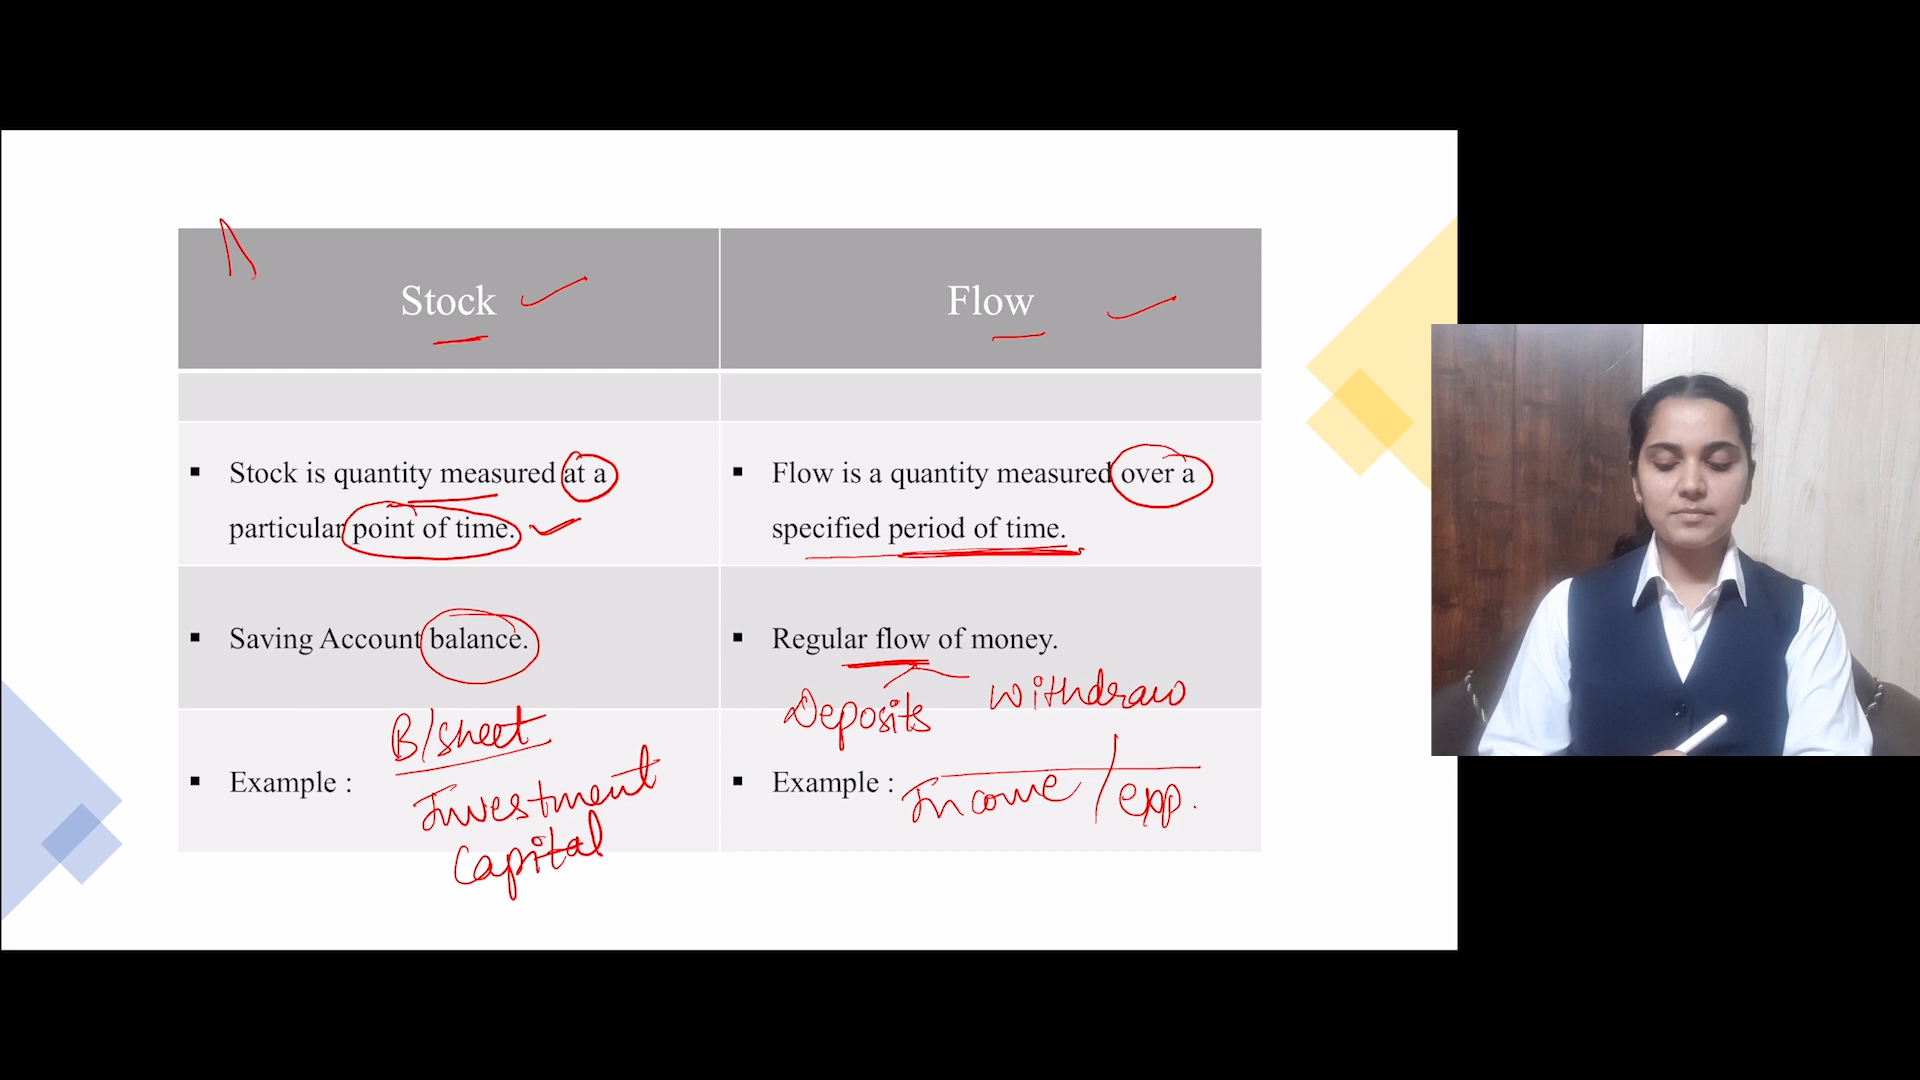 Stock
Flow
▪ Stock is quantity measured at a
particular point of time.
▪ Flow is a quantity measured over a
specified period of time.
▪ Saving Account balance.
▪ Regular flow of money.
Deposits withdraw
▪ Example :
B/sheet
Investment
Capital
▪ Example :
Income / exp.